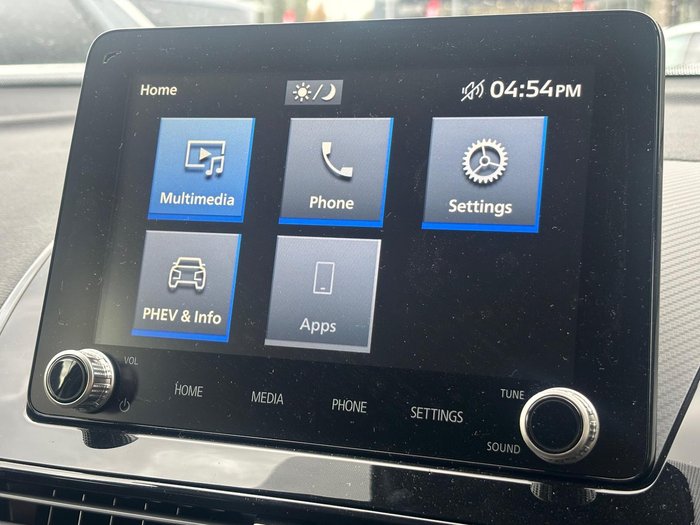 Home
04:54PM
Multimedia
Phone
Settings
PHEV & Info
Apps
VOL
HOME
MEDIA
PHONE
SETTINGS
TUNE
SOUND